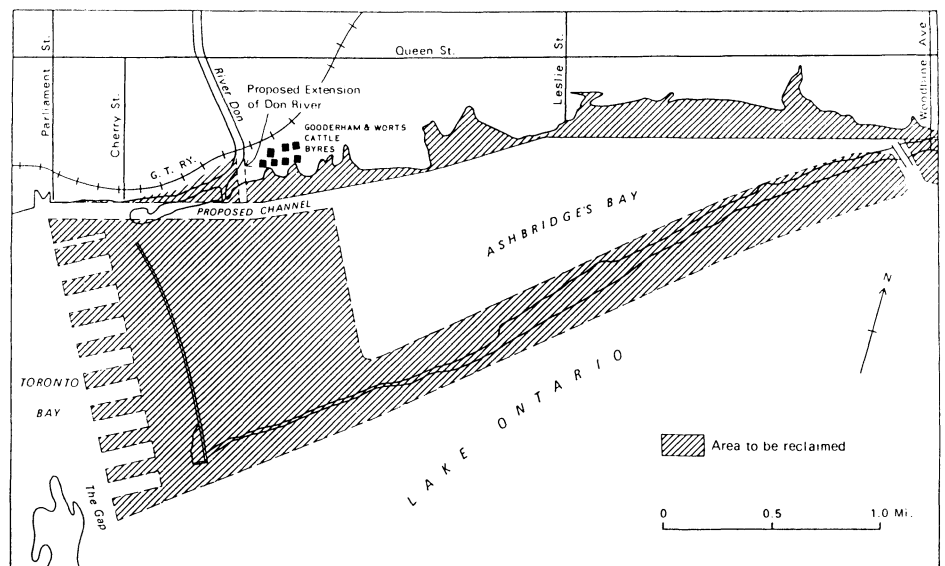 Parliament St.
Cherry St.
River Don
Queen St.
Leslie St.
Woodbine Ave
Proposed Extension
of Don River
GOODERHAM & WORTS
CATTLE
BYRES
G. T. RY.
PROPOSED CHANNEL
ASHBRIDGE'S BAY
N
TORONTO
BAY
LAKE ONTARIO
The Gap
Area to be reclaimed
0 0.5 1.0 Mi.